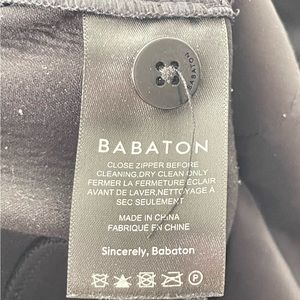 BABATON
BABATON
CLOSE ZIPPER BEFORE
CLEANING,DRY CLEAN ONLY
FERMER LA FERMETURE ÉCLAIR
AVANT DE LAVER,NETTOYAGE À
SEC SEULEMENT
MADE IN CHINA
FABRIQUÉ EN CHINE
Sincerely, Babaton
P